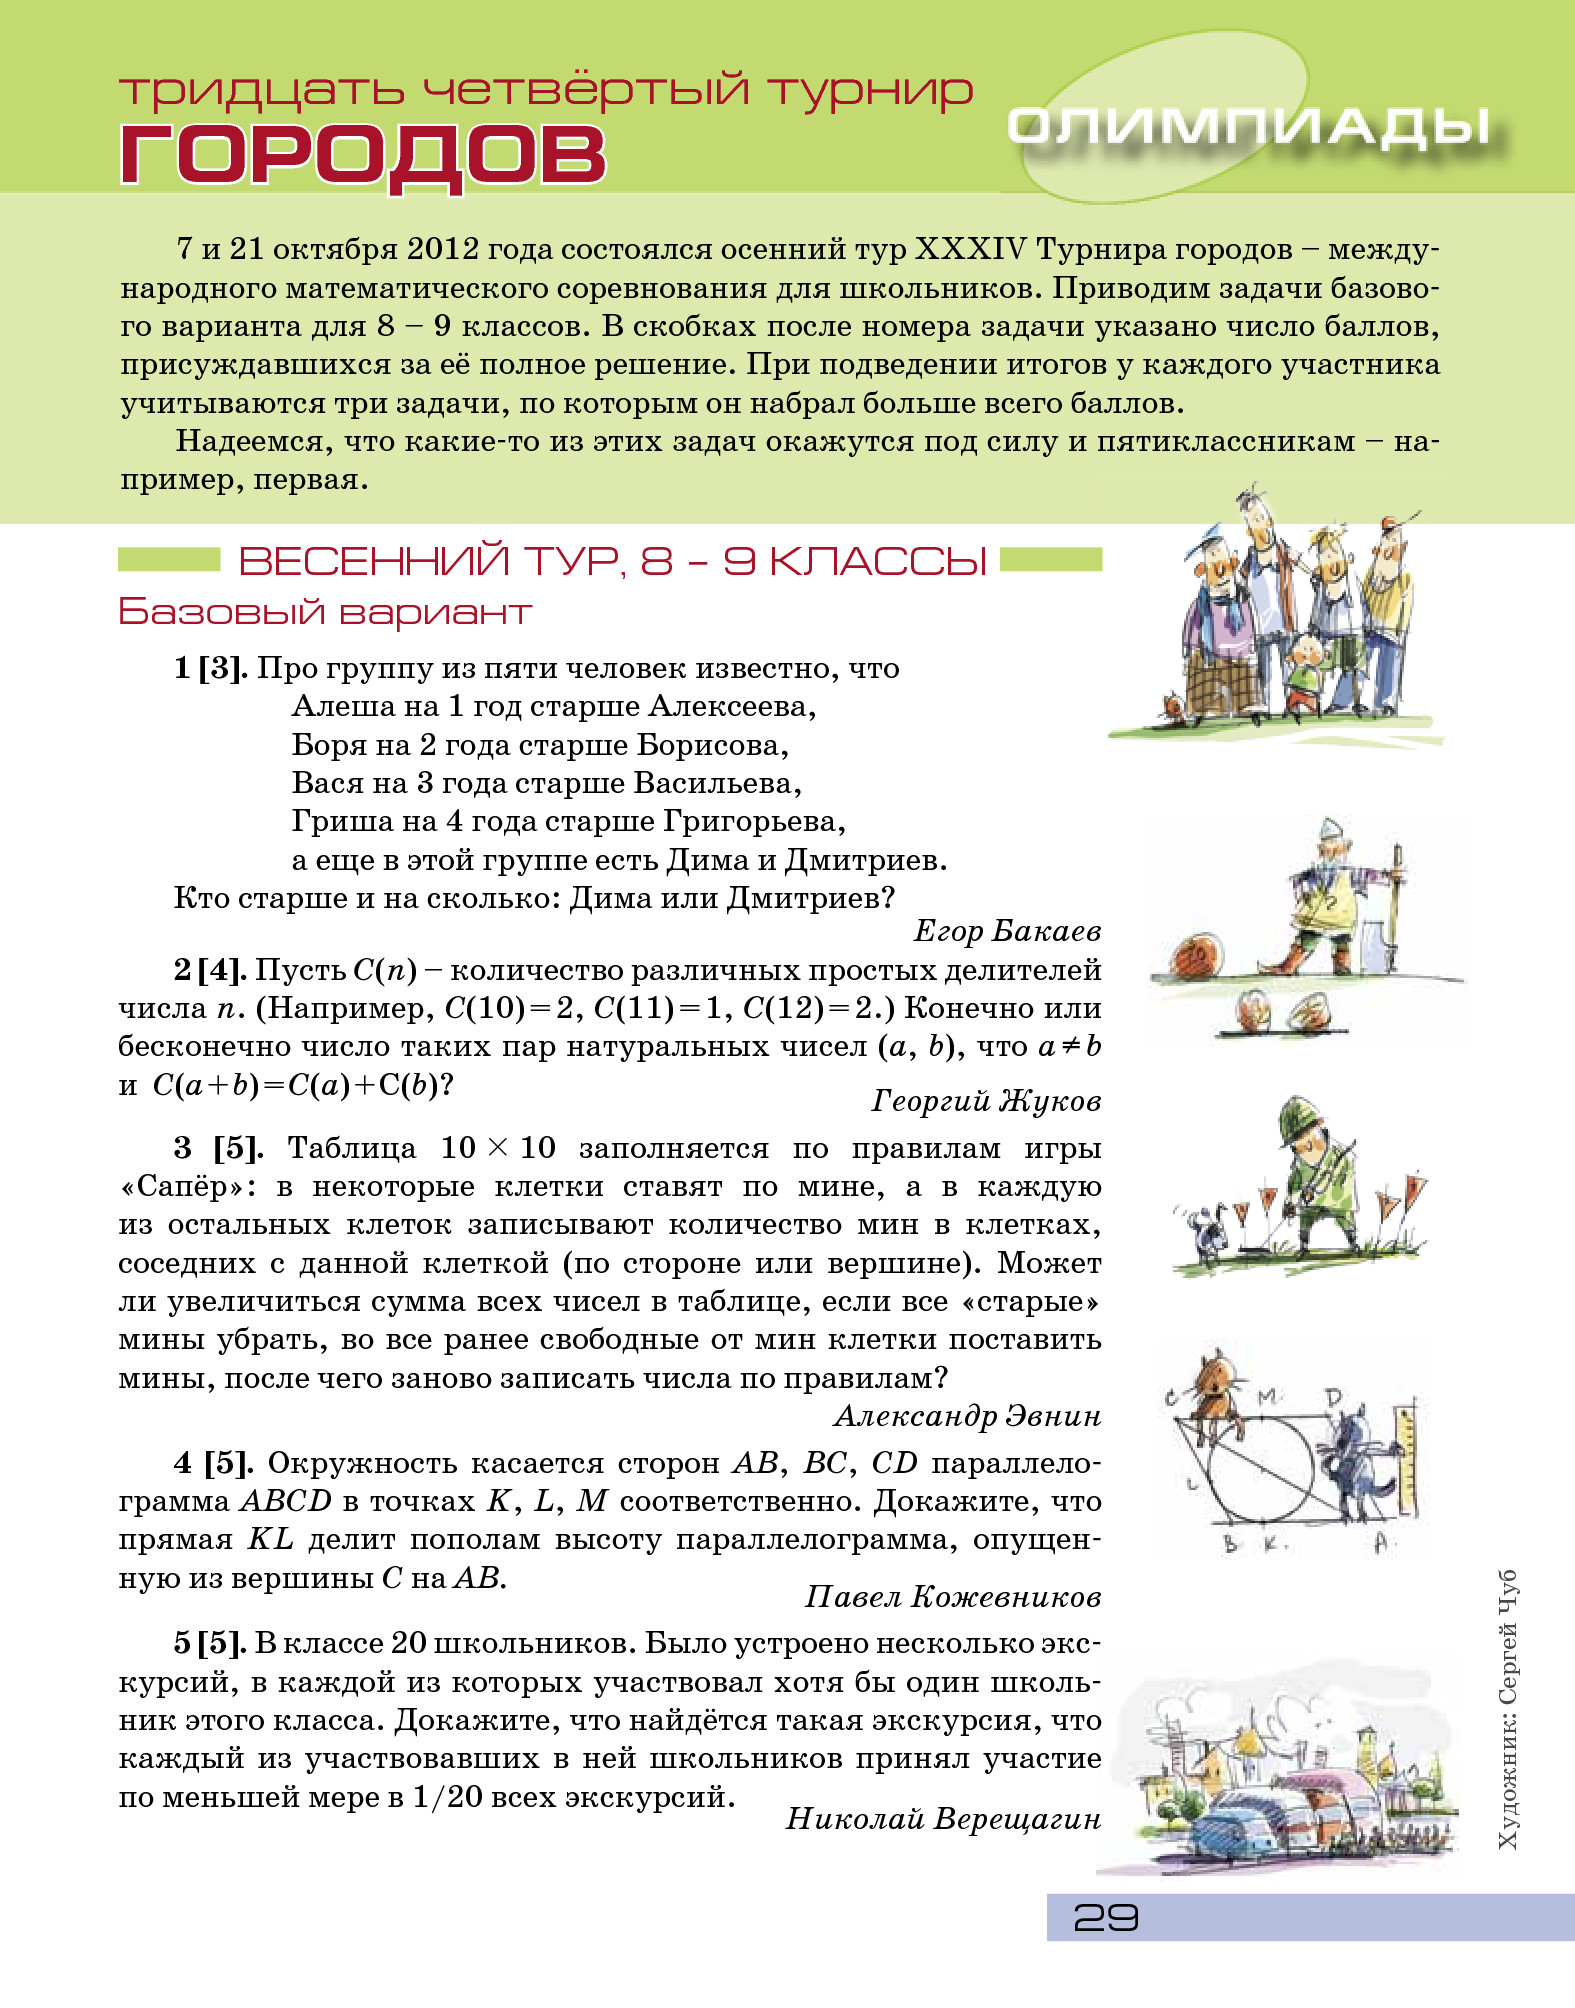 тридцать четвёртый турнир
ГОРОДОВ
ОЛИМПИАДЫ
7 и 21 октября 2012 года состоялся осенний тур XXXIV Турнира городов – между-
народного математического соревнования для школьников. Приводим задачи базово-
го варианта для 8 – 9 классов. В скобках после номера задачи указано число баллов,
присуждавшихся за её полное решение. При подведении итогов у каждого участника
учитываются три задачи, по которым он набрал больше всего баллов.
Надеемся, что какие-то из этих задач окажутся под силу и пятиклассникам – на-
пример, первая.
ВЕСЕННИЙ ТУР, 8 – 9 КЛАССЫ
Базовый вариант
1 [3]. Про группу из пяти человек известно, что
Алеша на 1 год старше Алексеева,
Боря на 2 года старше Борисова,
Вася на 3 года старше Васильева,
Гриша на 4 года старше Григорьева,
а еще в этой группе есть Дима и Дмитриев.
Кто старше и на сколько: Дима или Дмитриев?
Егор Бакаев
2 [4]. Пусть C(n) – количество различных простых делителей
числа n. (Например, C(10)=2, C(11)=1, C(12)=2.) Конечно или
бесконечно число таких пар натуральных чисел (a, b), что a≠b
и C(a+b)=C(a)+C(b)?
Георгий Жуков
3 [5]. Таблица 10 × 10 заполняется по правилам игры
«Сапёр»: в некоторые клетки ставят по мине, а в каждую
из остальных клеток записывают количество мин в клетках,
соседних с данной клеткой (по стороне или вершине). Может
ли увеличиться сумма всех чисел в таблице, если все «старые»
мины убрать, во все ранее свободные от мин клетки поставить
мины, после чего заново записать числа по правилам?
Александр Эвнин
4 [5]. Окружность касается сторон AB, BC, CD параллело-
грамма ABCD в точках K, L, M соответственно. Докажите, что
прямая KL делит пополам высоту параллелограмма, опущен-
ную из вершины C на AB.
Павел Кожевников
C M. D
L
B K. A.
5 [5]. В классе 20 школьников. Было устроено несколько экс-
курсий, в каждой из которых участвовал хотя бы один школь-
ник этого класса. Докажите, что найдётся такая экскурсия, что
каждый из участвовавших в ней школьников принял участие
по меньшей мере в 1/20 всех экскурсий.
Николай Верещагин
Художник: Сергей Чуб
29